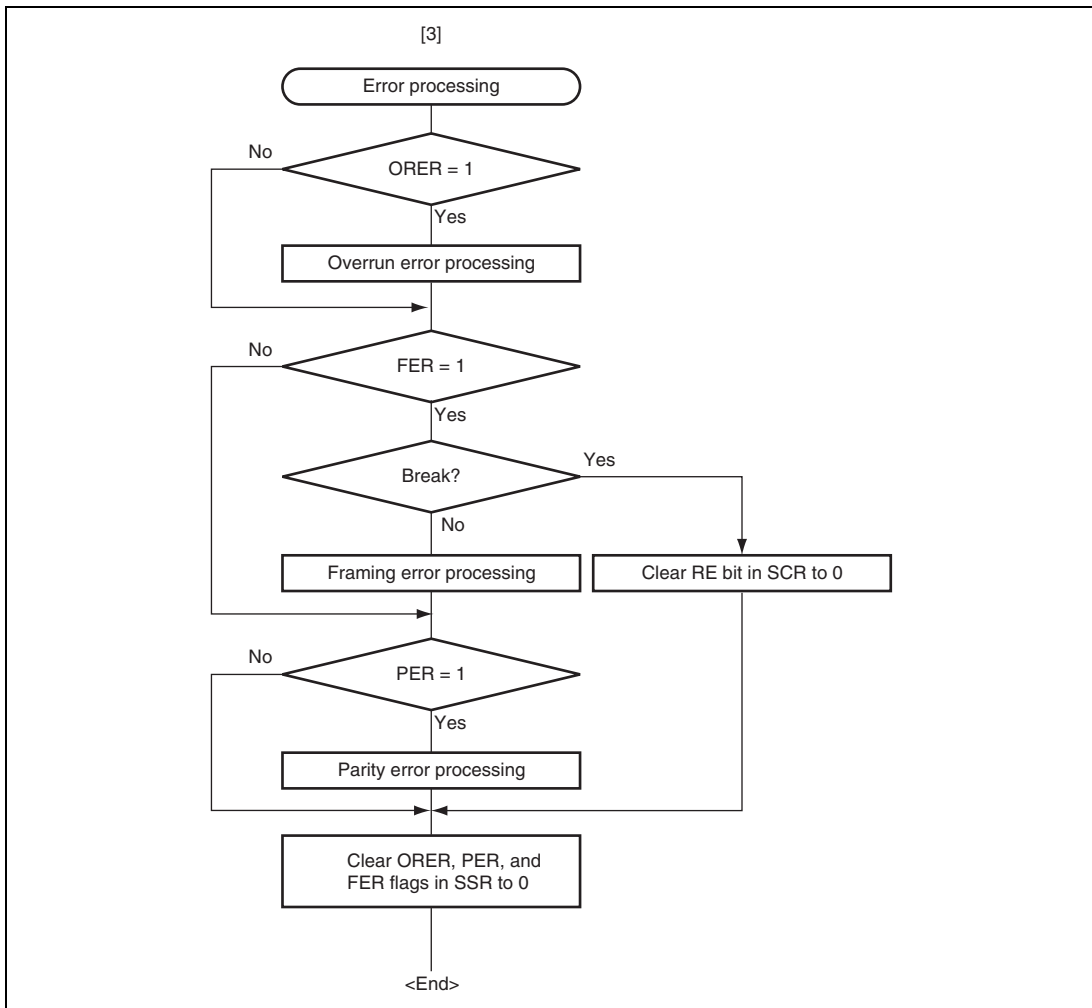 [3]
Error processing
No
ORER = 1
Yes
Overrun error processing
No
FER = 1
Yes
Break?
Yes
No
Framing error processing
Clear RE bit in SCR to 0
No
PER = 1
Yes
Parity error processing
Clear ORER, PER, and
FER flags in SSR to 0
<End>